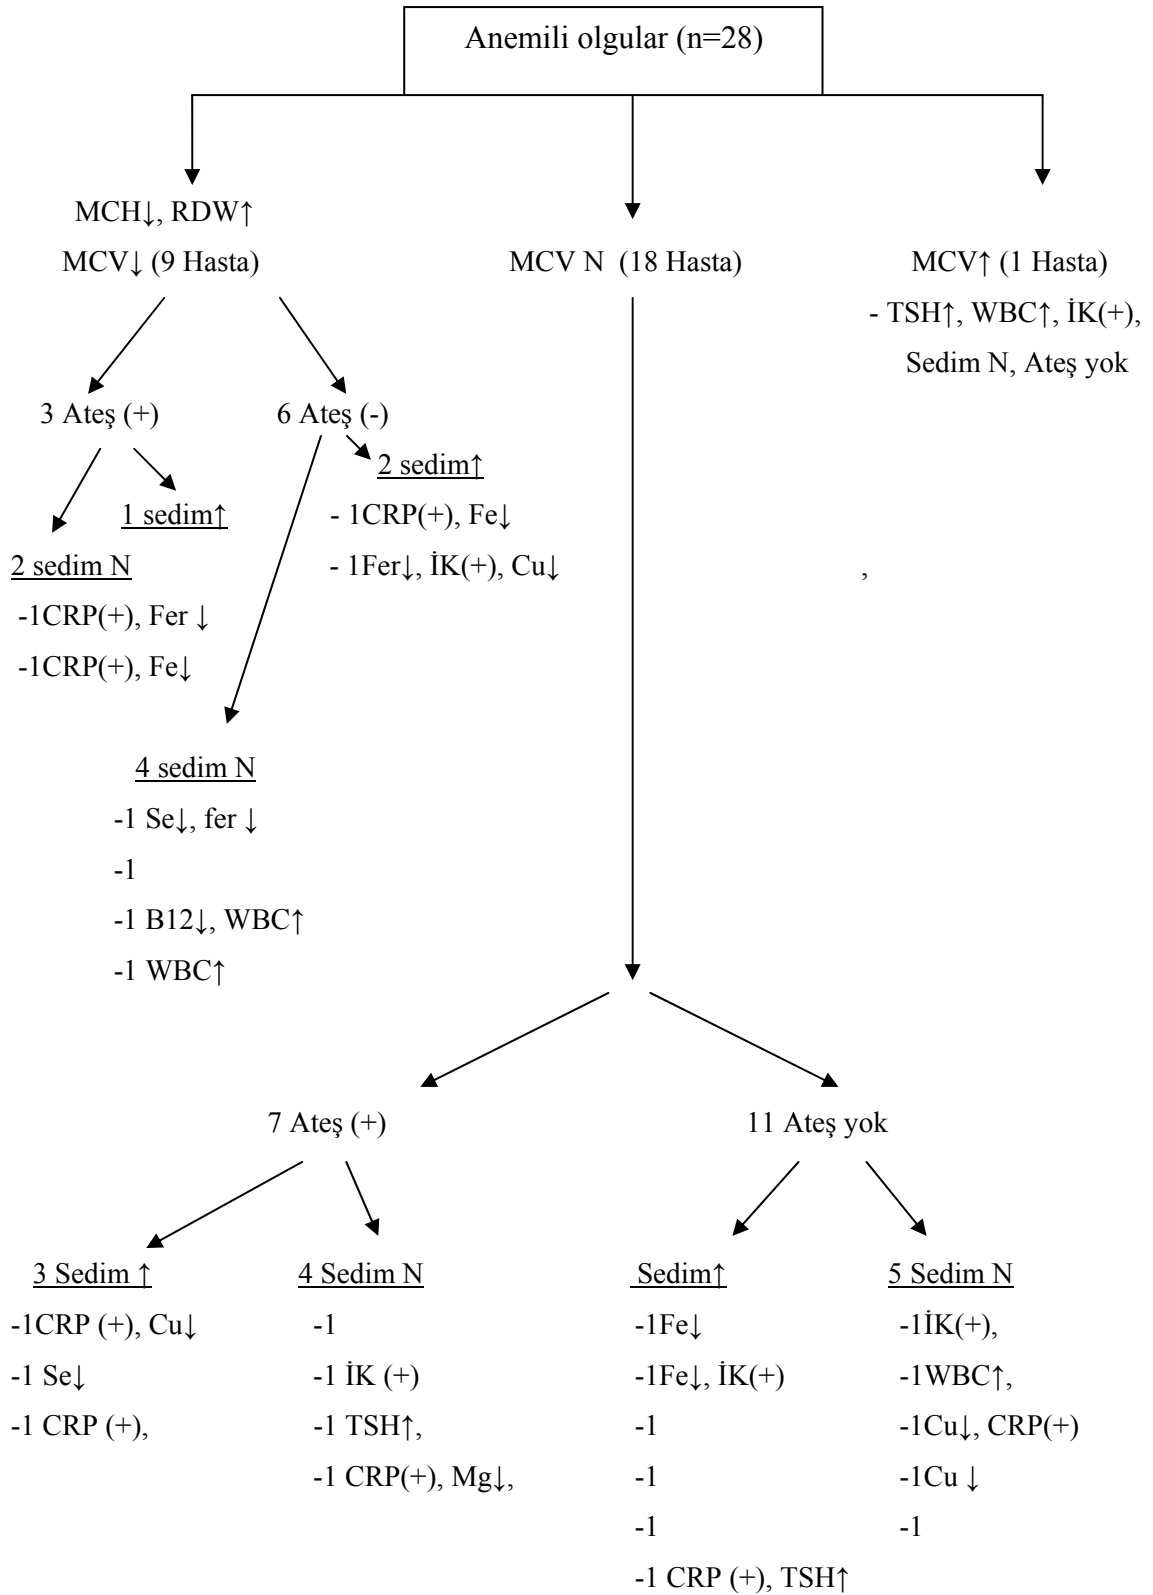 Anemili olgular (n=28)
MCH↓, RDW↑
MCV↓ (9 Hasta)
MCV N (18 Hasta)
MCV↑ (1 Hasta)
- TSH↑, WBC↑, İK(+),
Sedim N, Ateş yok
3 Ateş (+)
6 Ateş (-)
2 sedim↑
- 1CRP(+), Fe↓
- 1Fer↓, İK(+), Cu↓
,
1 sedim↑
2 sedim N
-1CRP(+), Fer ↓
-1CRP(+), Fe↓
4 sedim N
-1 Se↓, fer ↓
-1
-1 B12↓, WBC↑
-1 WBC↑
7 Ateş (+)
11 Ateş yok
3 Sedim ↑
-1CRP (+), Cu↓
-1 Se↓
-1 CRP (+),
4 Sedim N
-1
-1 İK (+)
-1 TSH↑,
-1 CRP(+), Mg↓,
Sedim↑
-1Fe↓
-1Fe↓, İK(+)
-1
-1
-1
-1 CRP (+), TSH↑
5 Sedim N
-1İK(+),
-1WBC↑,
-1Cu↓, CRP(+)
-1Cu ↓
-1